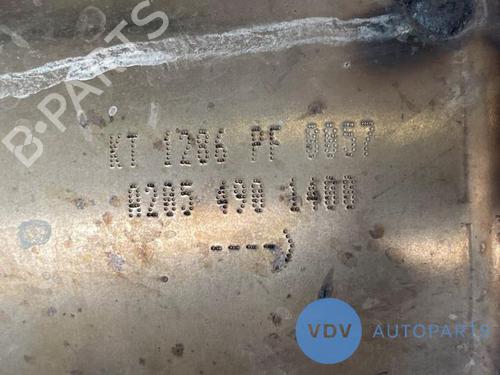 B-PARTS
KT 1286 PF 0057
A205 490 1400
VDV AUTOPARTS